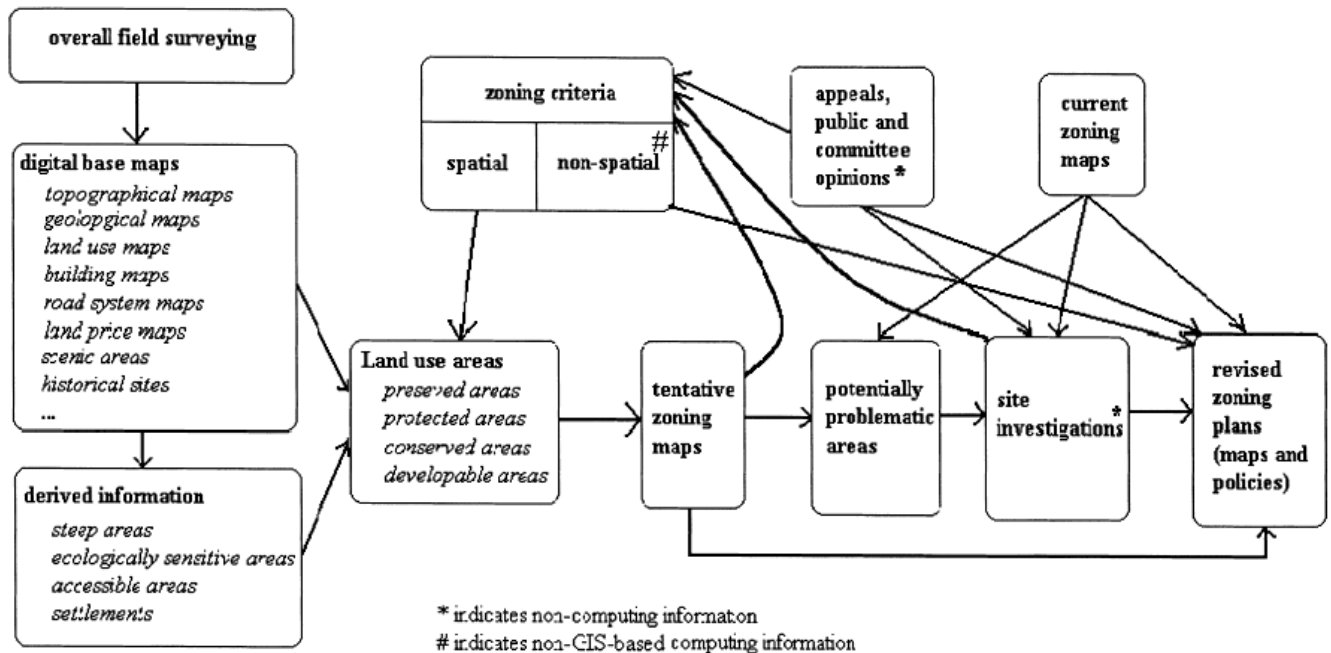 overall field surveying
digital base maps
topographical maps
geolopgical maps
land use maps
building maps
road system maps
land price maps
scenic areas
historical sites
...
derived information
steep areas
ecologically sensitive areas
accessible areas
settlements
zoning criteria
spatial
non-spatial #
appeals,
public and
committee
opinions *
current
zoning
maps
Land use areas
preseved areas
protected areas
conserved areas
developable areas
tentative
zoning
maps
potentially
problematic
areas
site
investigations *
revised
zoning
plans
(maps and
policies)
* indicates non-computing information
# indicates non-GIS-based computing information